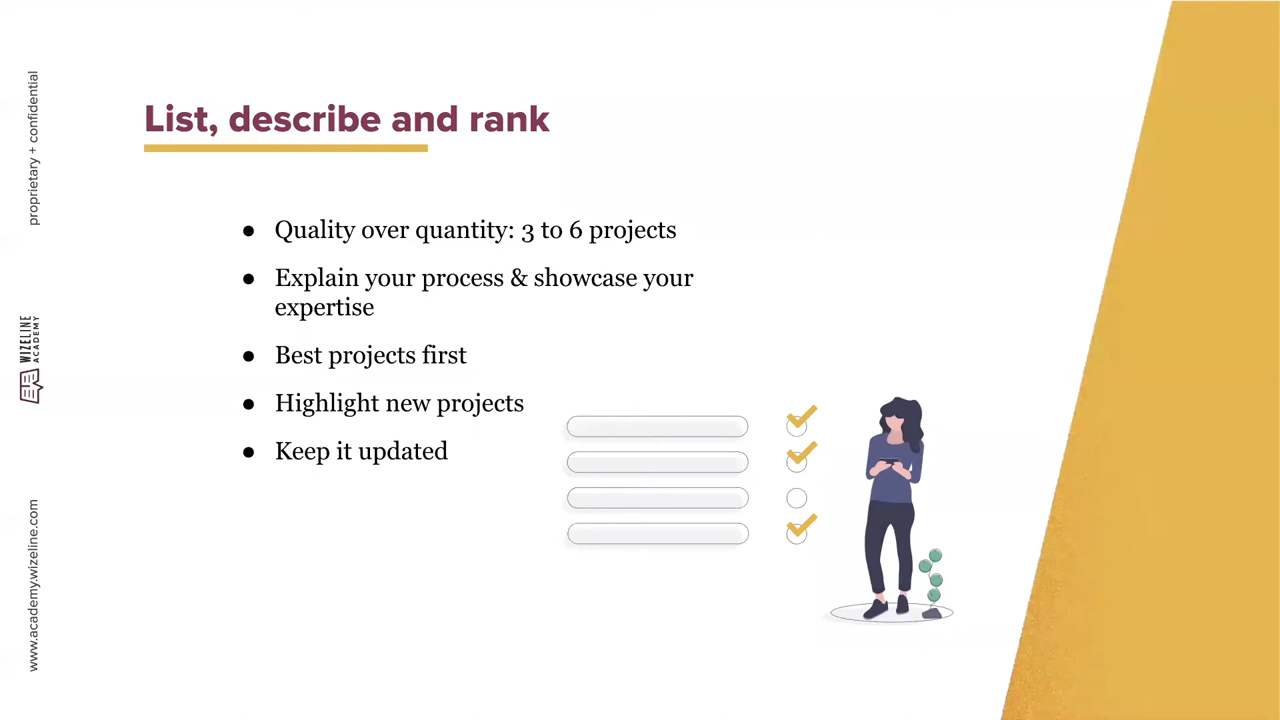 proprietary + confidential
WIZELINE
ACADEMY
www.academy.wizeline.com
List, describe and rank
● Quality over quantity: 3 to 6 projects
● Explain your process & showcase your
expertise
● Best projects first
● Highlight new projects
● Keep it updated